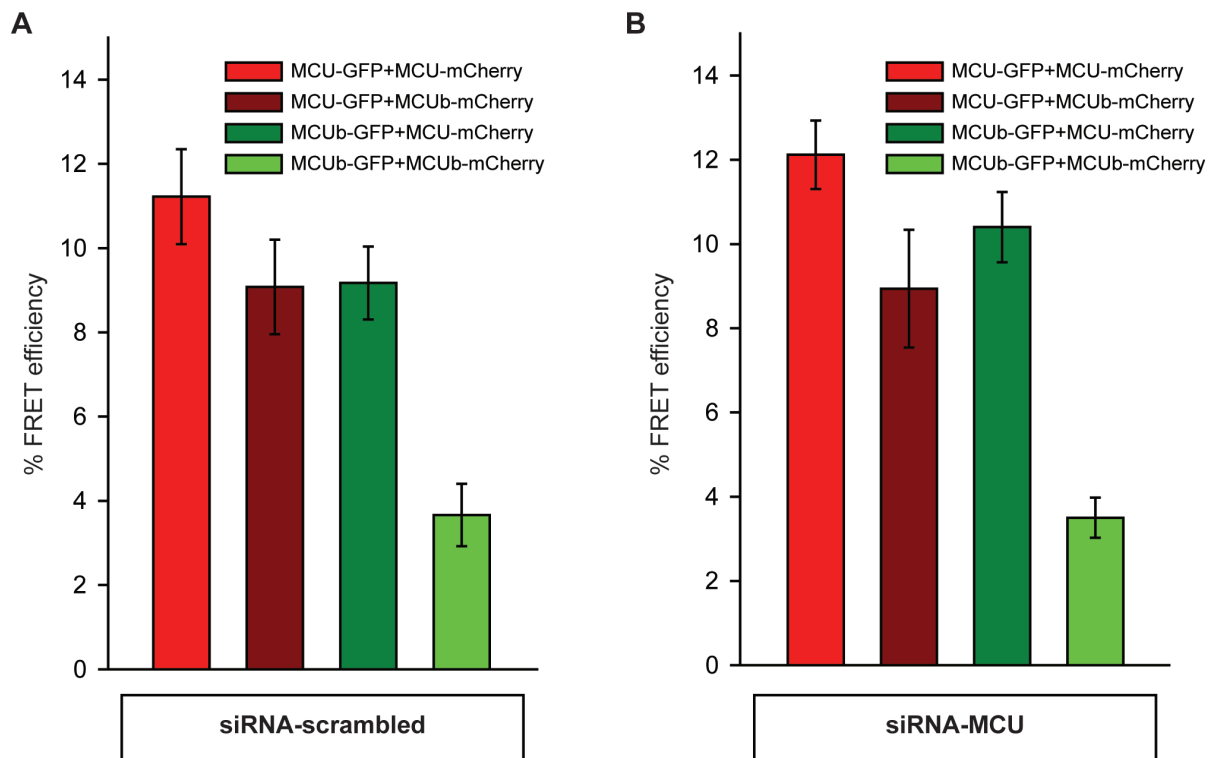 A
% FRET efficiency
14
12
10
8
6
4
2
0
MCU-GFP+MCU-mCherry
MCU-GFP+MCUb-mCherry
MCUb-GFP+MCU-mCherry
MCUb-GFP+MCUb-mCherry
siRNA-scrambled
B
% FRET efficiency
14
12
10
8
6
4
2
0
MCU-GFP+MCU-mCherry
MCU-GFP+MCUb-mCherry
MCUb-GFP+MCU-mCherry
MCUb-GFP+MCUb-mCherry
siRNA-MCU